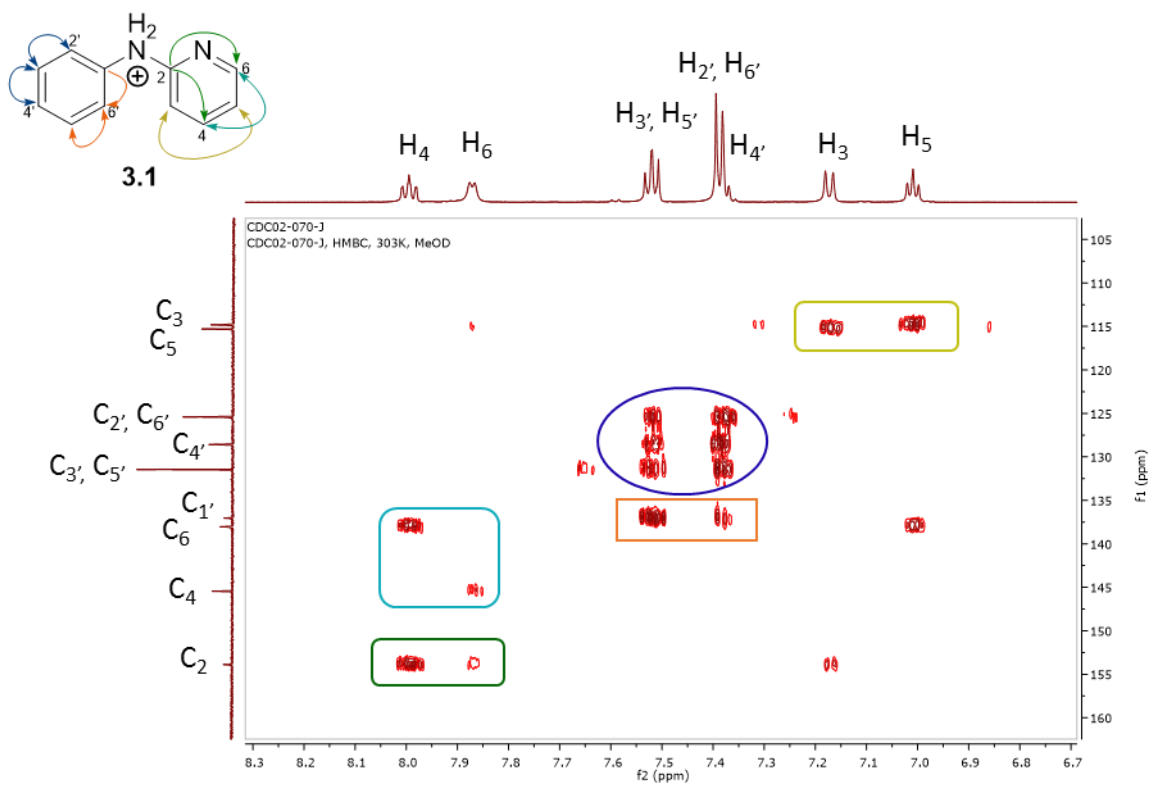 H₂
N
⊕
N
2'
4'
6'
2
4
6
3.1
H₄
H₆
H₃', H₅'
H₂', H₆'
H₄'
H₃
H₅
CDC02-070-J
CDC02-070-J, HMBC, 303K, MeOD
C₃
C₅
C₂', C₆'
C₄'
C₃', C₅'
C₁'
C₆
C₄
C₂
105
110
115
120
125
130
135
140
145
150
155
160
f1 (ppm)
8.3 8.2 8.1 8.0 7.9 7.8 7.7 7.6 7.5 7.4 7.3 7.2 7.1 7.0 6.9 6.8 6.7
f2 (ppm)